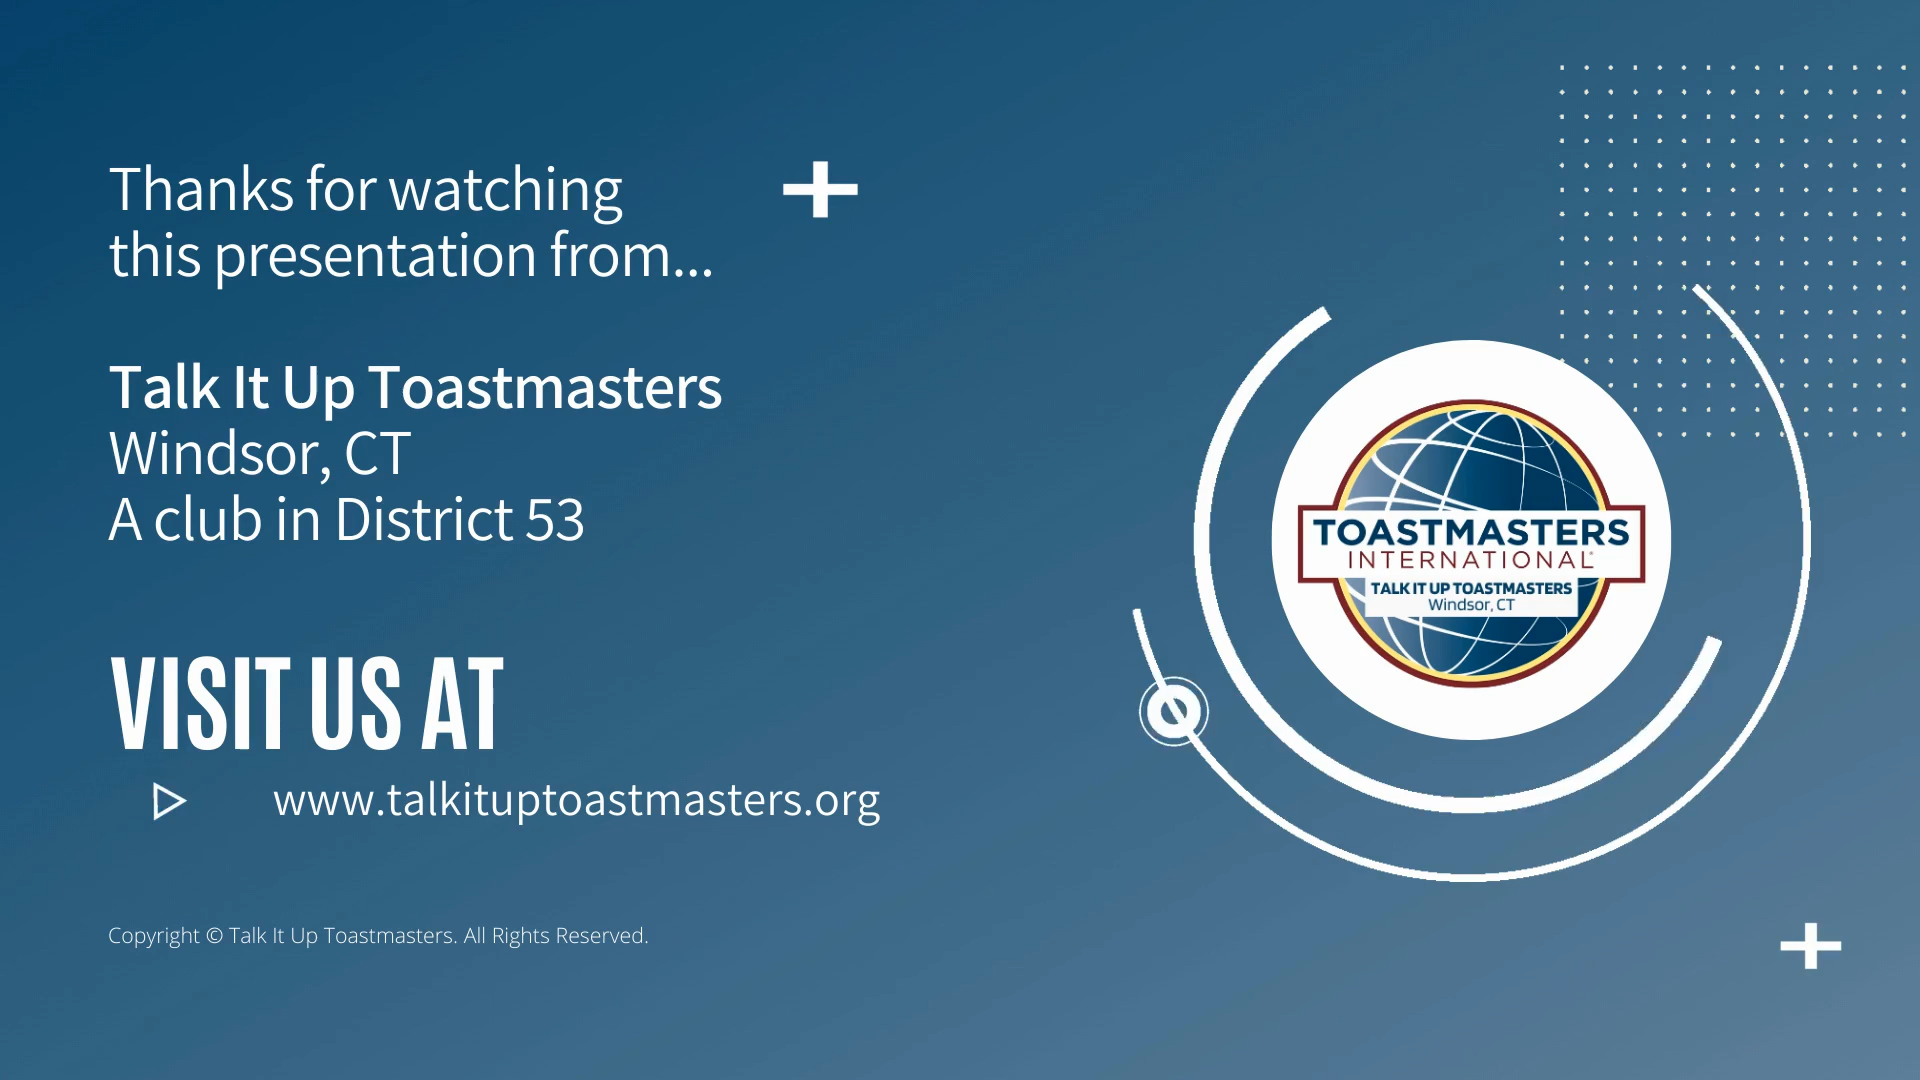 Thanks for watching
this presentation from...
Talk It Up Toastmasters
Windsor, CT
A club in District 53
VISIT US AT
www.talkituptoastmasters.org
Copyright © Talk It Up Toastmasters. All Rights Reserved.
TOASTMASTERS
INTERNATIONAL®
TALK IT UP TOASTMASTERS
Windsor, CT